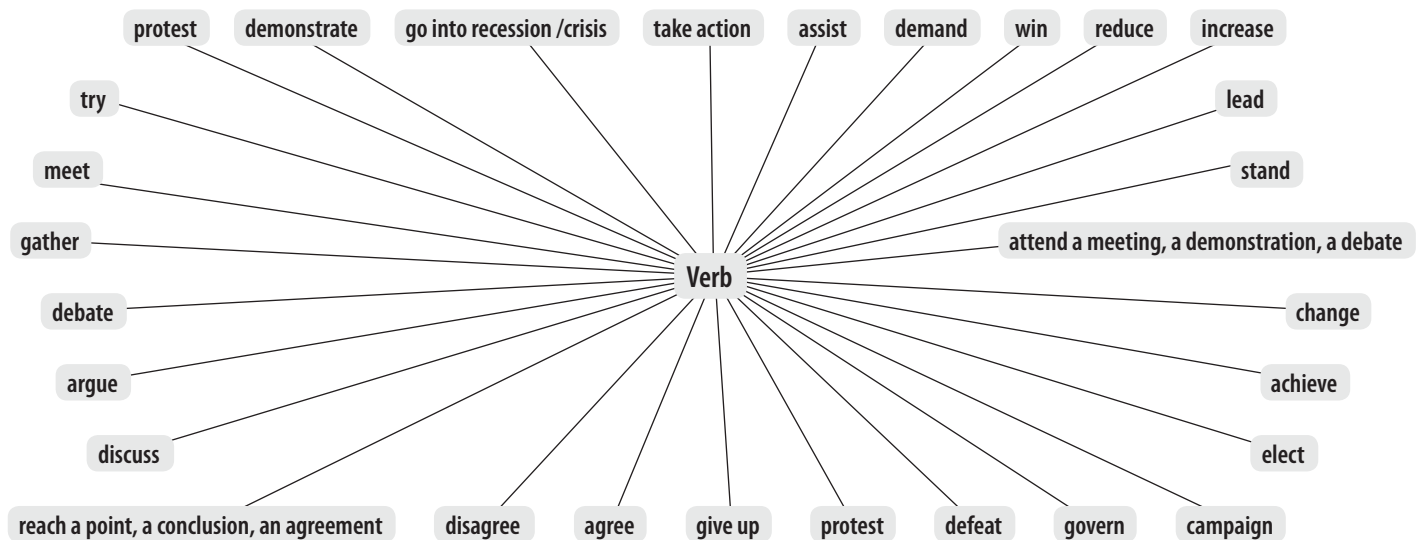 protest
demonstrate
go into recession /crisis
take action
assist
demand
win
reduce
increase
try
lead
meet
stand
gather
attend a meeting, a demonstration, a debate
Verb
debate
change
argue
achieve
discuss
elect
reach a point, a conclusion, an agreement
disagree
agree
give up
protest
defeat
govern
campaign